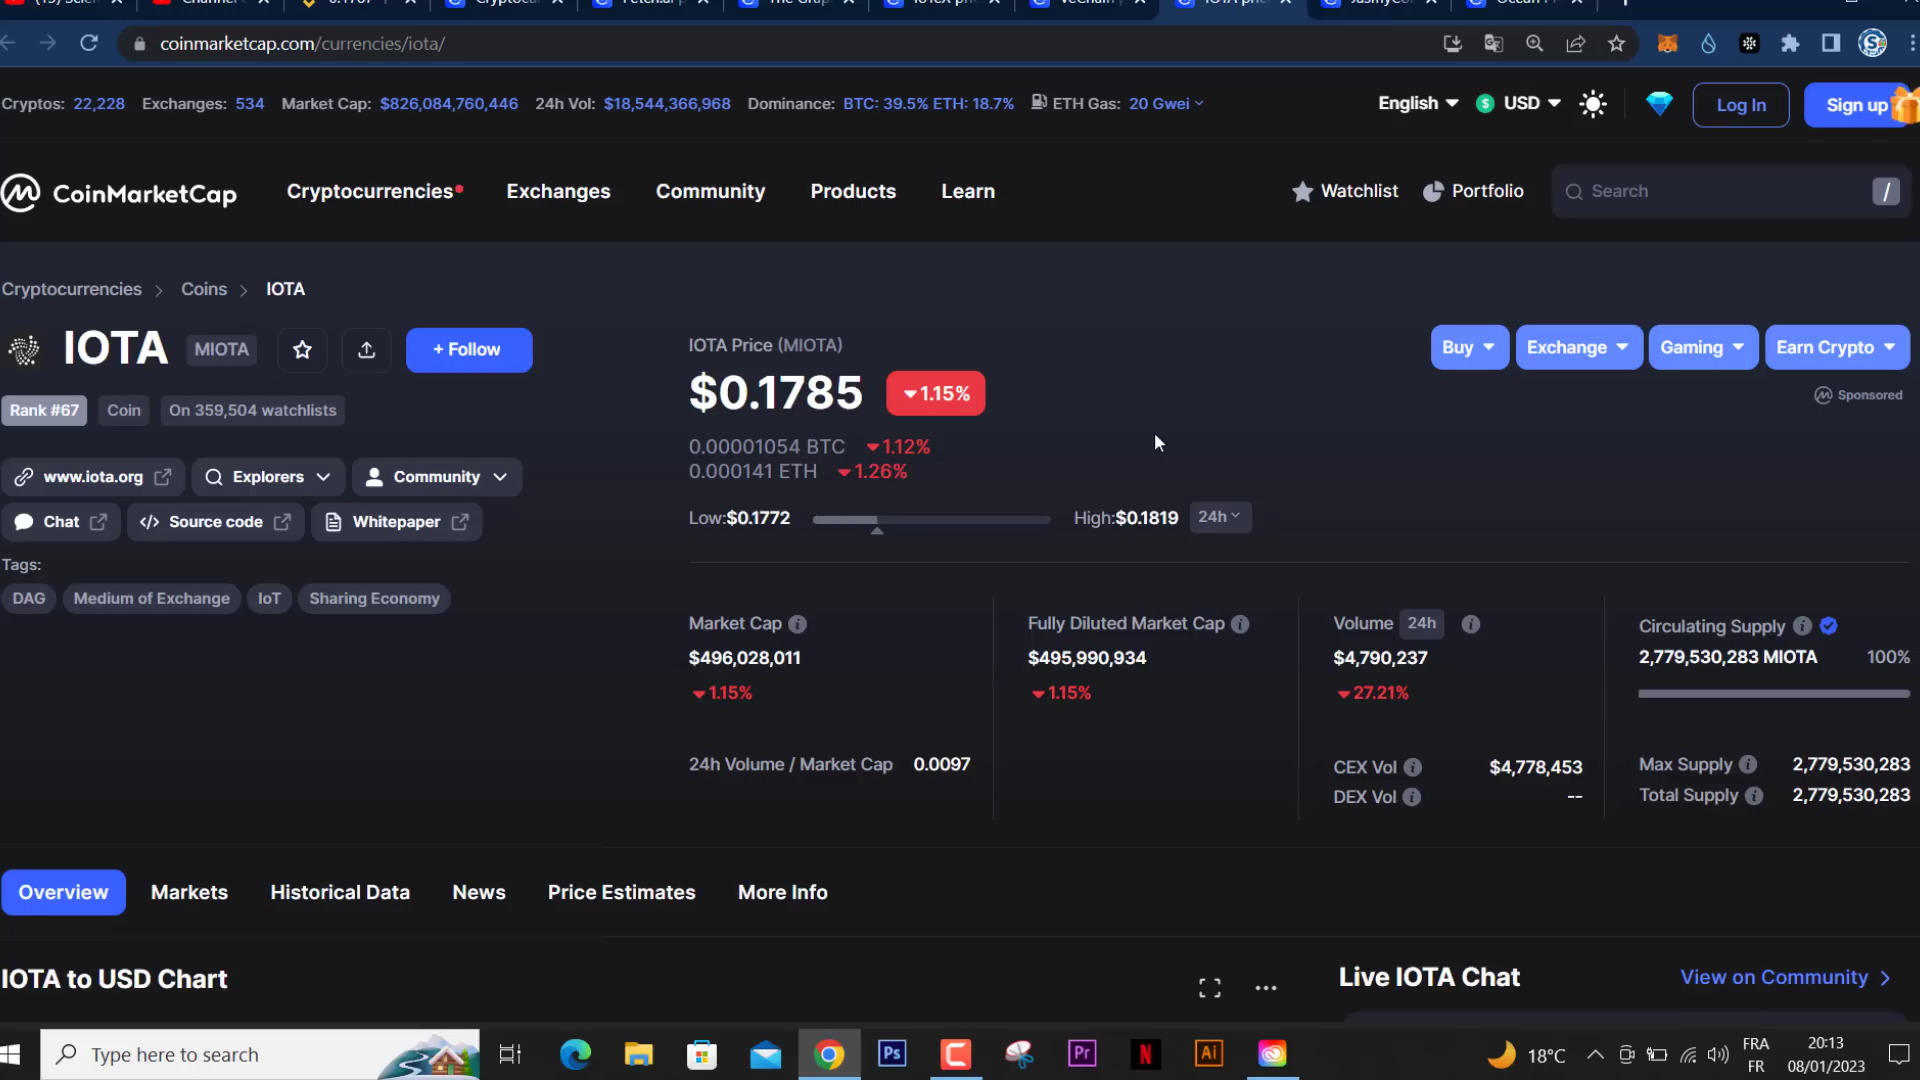 coinmarketcap.com/currencies/iota/
Cryptos: 22,228 Exchanges: 534 Market Cap: $826,084,760,446 24h Vol: $18,544,366,968 Dominance: BTC: 39.5% ETH: 18.7% ETH Gas: 20 Gwei English USD Log In Sign up
CoinMarketCap Cryptocurrencies Exchanges Community Products Learn Watchlist Portfolio Search /
Cryptocurrencies > Coins > IOTA
IOTA MIOTA + Follow
Rank #67 Coin On 359,504 watchlists
www.iota.org Explorers Community
Chat Source code Whitepaper
Tags:
DAG Medium of Exchange IoT Sharing Economy
IOTA Price (MIOTA)
$0.1785 1.15%
0.00001054 BTC 1.12%
0.000141 ETH 1.26%
Low:$0.1772 High:$0.1819 24h
Buy Exchange Gaming Earn Crypto
Sponsored
Market Cap
$496,028,011
1.15%
24h Volume / Market Cap 0.0097
Fully Diluted Market Cap
$495,990,934
1.15%
Volume 24h
$4,790,237
27.21%
CEX Vol $4,778,453
DEX Vol --
Circulating Supply
2,779,530,283 MIOTA 100%
Max Supply 2,779,530,283
Total Supply 2,779,530,283
Overview Markets Historical Data News Price Estimates More Info
IOTA to USD Chart
Live IOTA Chat View on Community >
Type here to search
Ps Pr N Ai
18°C
FRA
FR
20:13
08/01/2023